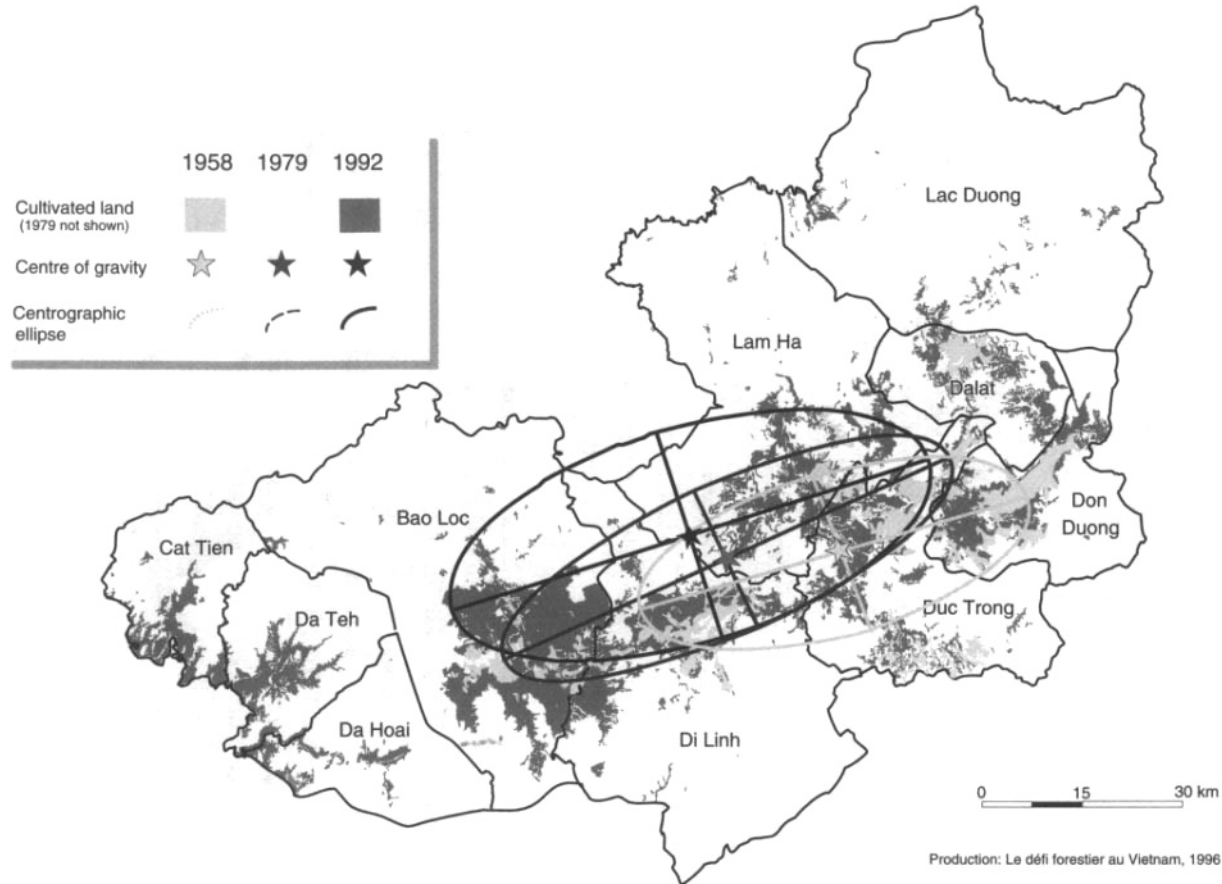 1958 1979 1992
Cultivated land
(1979 not shown)
Centre of gravity
Centrographic
ellipse
Lac Duong
Lam Ha
Dalat
Bao Loc
Don
Duong
Cat Tien
Da Teh
Duc Trong
Da Hoai
Di Linh
0 15 30 km
Production: Le défi forestier au Vietnam, 1996